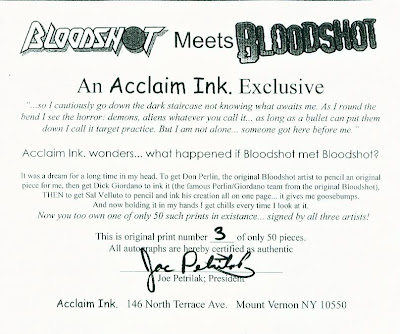 BLOODSHOT Meets BLOODSHOT
An Acclaim Ink. Exclusive
"...so I cautiously go down the dark staircase not knowing what awaits me. As I round the
bend I see the horror: demons, aliens whatever you call it... as long as a bullet can put them
down I call it target practice. But I am not alone... someone got here before me."
Acclaim Ink. wonders... what happened if Bloodshot met Bloodshot?
It was a dream for a long time in my head. To get Don Perlin, the original Bloodshot artist to pencil an original
piece for me, then get Dick Giordano to ink it (the famous Perlin/Giordano team from the original Bloodshot),
THEN to get Sal Velluto to pencil and ink his creation all on one page... it gives me goosebumps.
And now holding it in my hands I get chills every time I look at it.
Now you too own one of only 50 such prints in existance... signed by all three artists!
This is original print number 3 of only 50 pieces.
All autographs are hereby certified as authentic
Joe Petrilak
Joe Petrilak; President
Acclaim Ink. 146 North Terrace Ave. Mount Vernon NY 10550